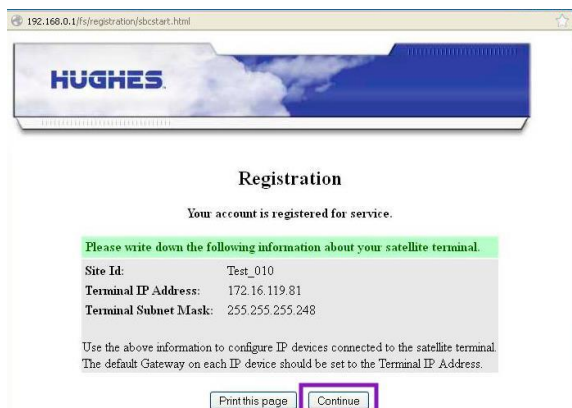 192.168.0.1/fs/registration/sbcstart.html
HUGHES.
Registration
Your account is registered for service.
Please write down the following information about your satellite terminal.
Site Id: Test_010
Terminal IP Address: 172.16.119.81
Terminal Subnet Mask: 255.255.255.248
Use the above information to configure IP devices connected to the satellite terminal.
The default Gateway on each IP device should be set to the Terminal IP Address.
Print this page Continue